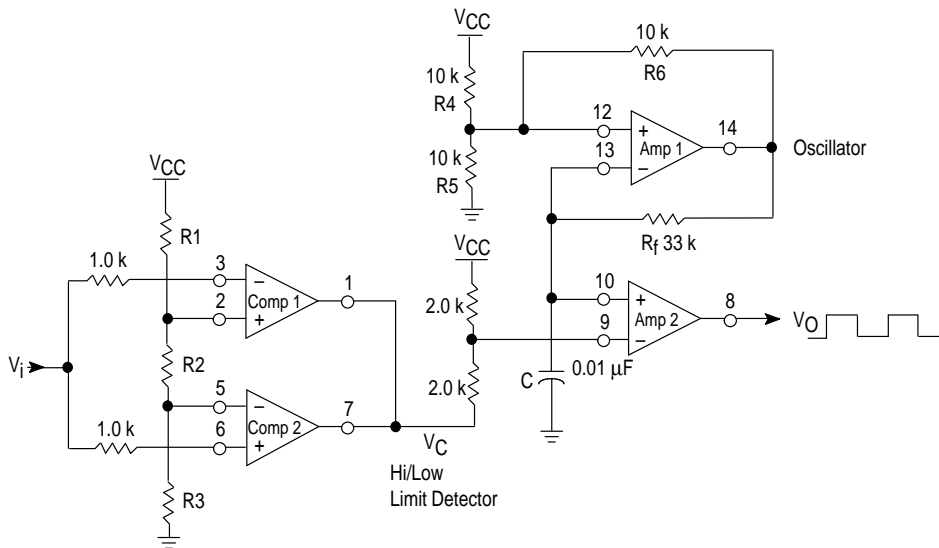 VCC
10 k
R4
10 k
R5
10 k
R6
12
13
+
−
Amp 1
14
Oscillator
Rf 33 k
VCC
R1
1.0 k
3
2
−
+
Comp 1
1
Vi
R2
5
6
−
+
Comp 2
7
1.0 k
R3
VCC
2.0 k
2.0 k
VC
Hi/Low
Limit Detector
10
9
+
−
Amp 2
8
VO
C
0.01 µF